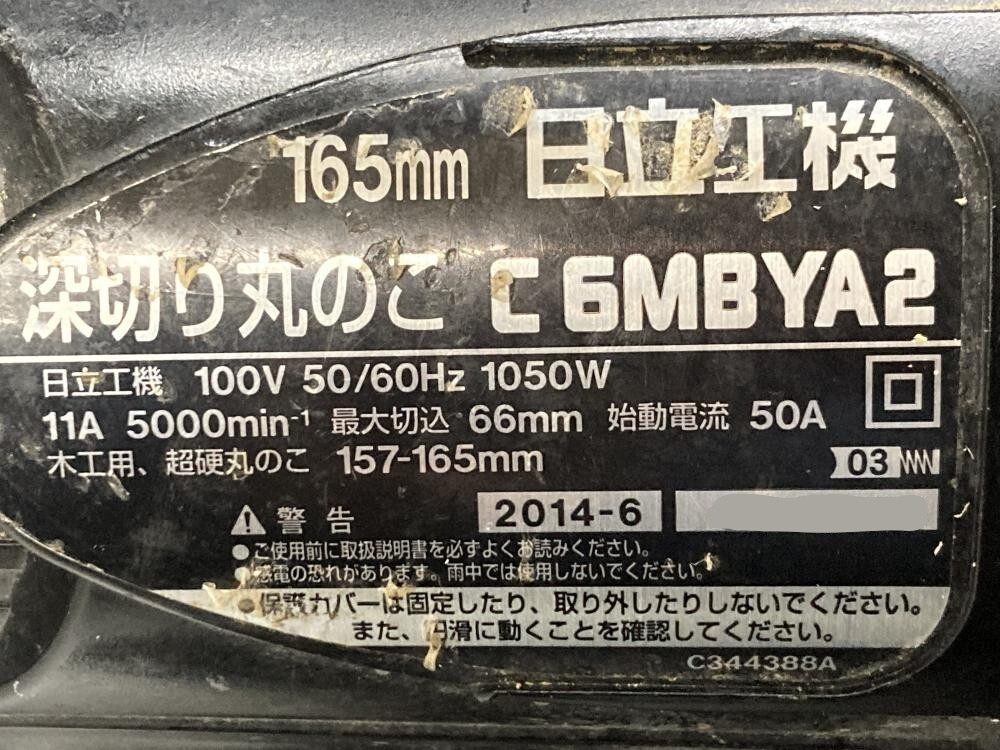 165mm 日立工機
深切り丸のこ C 6MBYA2
日立工機 100V 50/60Hz 1050W
11A 5000min⁻¹ 最大切込 66mm 始動電流 50A
木工用、超硬丸のこ 157-165mm
03
警告 2014-6
●ご使用前に取扱説明書を必ずよくお読みください。
●感電の恐れがあります。雨中では使用しないでください。
●保護カバーは固定したり、取り外したりしないでください。
また、円滑に動くことを確認してください。
C344388A